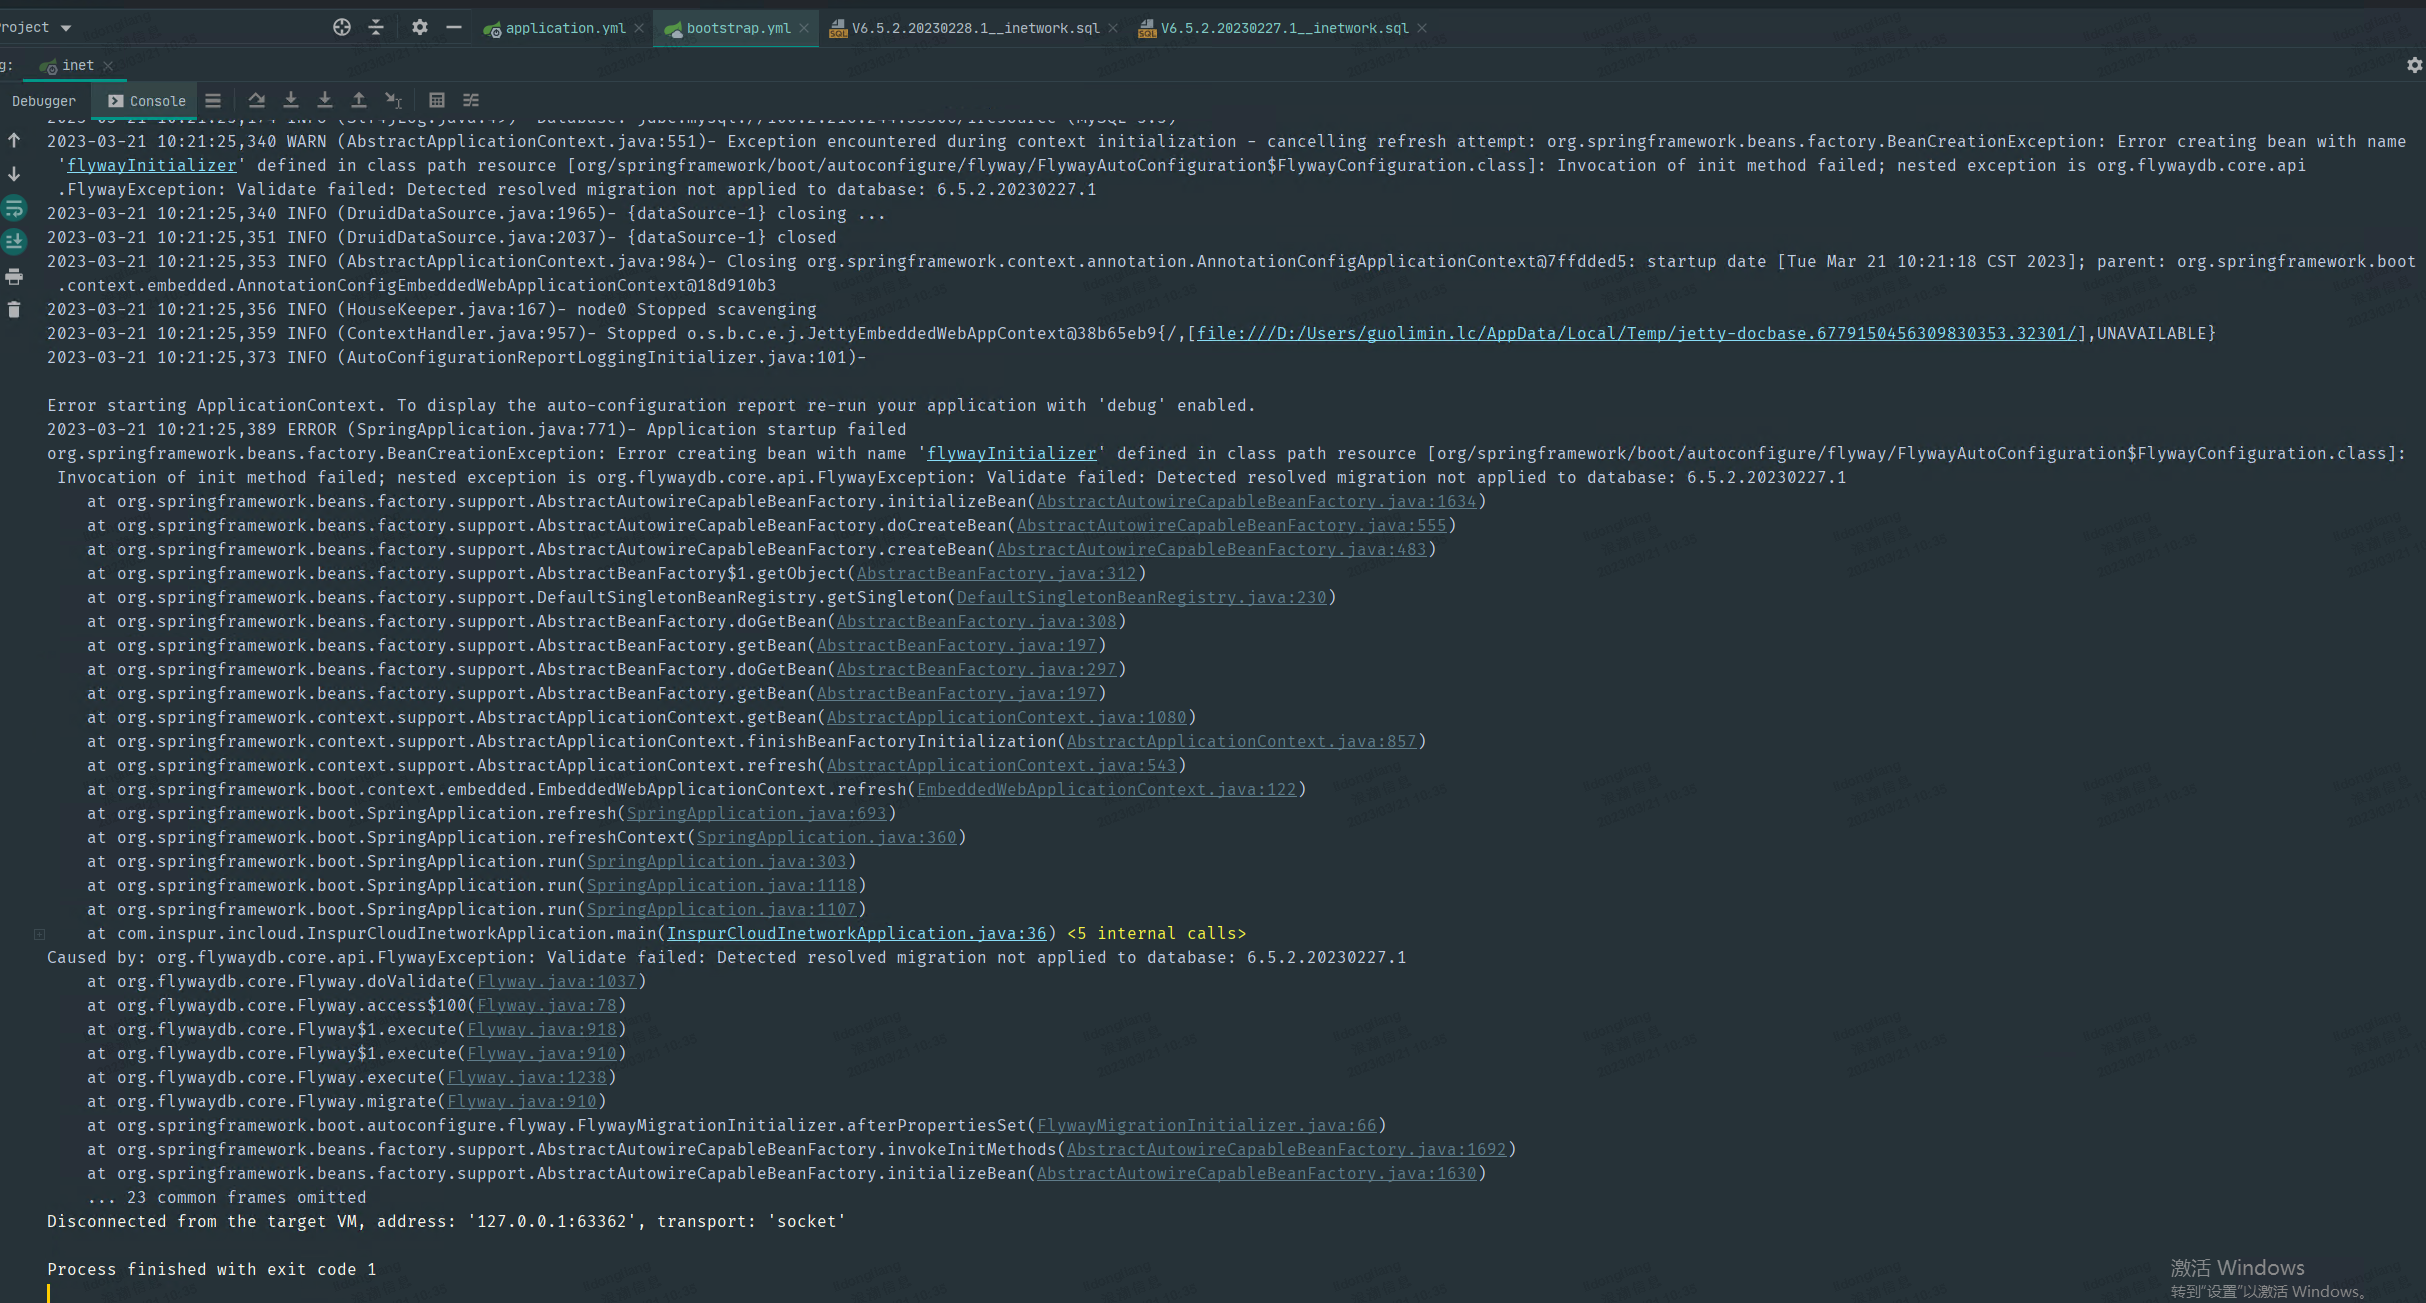 roject
application.yml
bootstrap.yml
V6.5.2.20230228.1__inetwork.sql
V6.5.2.20230227.1__inetwork.sql
g:
inet
Debugger
Console
2023-03-21 10:21:25,340 WARN (AbstractApplicationContext.java:551)- Exception encountered during context initialization - cancelling refresh attempt: org.springframework.beans.factory.BeanCreationException: Error creating bean with name
'flywayInitializer' defined in class path resource [org/springframework/boot/autoconfigure/flyway/FlywayAutoConfiguration$FlywayConfiguration.class]: Invocation of init method failed; nested exception is org.flywaydb.core.api
.FlywayException: Validate failed: Detected resolved migration not applied to database: 6.5.2.20230227.1
2023-03-21 10:21:25,340 INFO (DruidDataSource.java:1965)- {dataSource-1} closing ...
2023-03-21 10:21:25,351 INFO (DruidDataSource.java:2037)- {dataSource-1} closed
2023-03-21 10:21:25,353 INFO (AbstractApplicationContext.java:984)- Closing org.springframework.context.annotation.AnnotationConfigApplicationContext@7ffdded5: startup date [Tue Mar 21 10:21:18 CST 2023]; parent: org.springframework.boot
.context.embedded.AnnotationConfigEmbeddedWebApplicationContext@18d910b3
2023-03-21 10:21:25,356 INFO (HouseKeeper.java:167)- node0 Stopped scavenging
2023-03-21 10:21:25,359 INFO (ContextHandler.java:957)- Stopped o.s.b.c.e.j.JettyEmbeddedWebAppContext@38b65eb9{/,[file:///D:/Users/guolimin.lc/AppData/Local/Temp/jetty-docbase.6779150456309830353.32301/],UNAVAILABLE}
2023-03-21 10:21:25,373 INFO (AutoConfigurationReportLoggingInitializer.java:101)-
Error starting ApplicationContext. To display the auto-configuration report re-run your application with 'debug' enabled.
2023-03-21 10:21:25,389 ERROR (SpringApplication.java:771)- Application startup failed
org.springframework.beans.factory.BeanCreationException: Error creating bean with name 'flywayInitializer' defined in class path resource [org/springframework/boot/autoconfigure/flyway/FlywayAutoConfiguration$FlywayConfiguration.class]:
Invocation of init method failed; nested exception is org.flywaydb.core.api.FlywayException: Validate failed: Detected resolved migration not applied to database: 6.5.2.20230227.1
at org.springframework.beans.factory.support.AbstractAutowireCapableBeanFactory.initializeBean(AbstractAutowireCapableBeanFactory.java:1634)
at org.springframework.beans.factory.support.AbstractAutowireCapableBeanFactory.doCreateBean(AbstractAutowireCapableBeanFactory.java:555)
at org.springframework.beans.factory.support.AbstractAutowireCapableBeanFactory.createBean(AbstractAutowireCapableBeanFactory.java:483)
at org.springframework.beans.factory.support.AbstractBeanFactory$1.getObject(AbstractBeanFactory.java:312)
at org.springframework.beans.factory.support.DefaultSingletonBeanRegistry.getSingleton(DefaultSingletonBeanRegistry.java:230)
at org.springframework.beans.factory.support.AbstractBeanFactory.doGetBean(AbstractBeanFactory.java:308)
at org.springframework.beans.factory.support.AbstractBeanFactory.getBean(AbstractBeanFactory.java:197)
at org.springframework.beans.factory.support.AbstractBeanFactory.doGetBean(AbstractBeanFactory.java:297)
at org.springframework.beans.factory.support.AbstractBeanFactory.getBean(AbstractBeanFactory.java:197)
at org.springframework.context.support.AbstractApplicationContext.getBean(AbstractApplicationContext.java:1080)
at org.springframework.context.support.AbstractApplicationContext.finishBeanFactoryInitialization(AbstractApplicationContext.java:857)
at org.springframework.context.support.AbstractApplicationContext.refresh(AbstractApplicationContext.java:543)
at org.springframework.boot.context.embedded.EmbeddedWebApplicationContext.refresh(EmbeddedWebApplicationContext.java:122)
at org.springframework.boot.SpringApplication.refresh(SpringApplication.java:693)
at org.springframework.boot.SpringApplication.refreshContext(SpringApplication.java:360)
at org.springframework.boot.SpringApplication.run(SpringApplication.java:303)
at org.springframework.boot.SpringApplication.run(SpringApplication.java:1118)
at org.springframework.boot.SpringApplication.run(SpringApplication.java:1107)
at com.inspur.incloud.InspurCloudInetworkApplication.main(InspurCloudInetworkApplication.java:36) <5 internal calls>
Caused by: org.flywaydb.core.api.FlywayException: Validate failed: Detected resolved migration not applied to database: 6.5.2.20230227.1
at org.flywaydb.core.Flyway.doValidate(Flyway.java:1037)
at org.flywaydb.core.Flyway.access$100(Flyway.java:78)
at org.flywaydb.core.Flyway$1.execute(Flyway.java:918)
at org.flywaydb.core.Flyway$1.execute(Flyway.java:910)
at org.flywaydb.core.Flyway.execute(Flyway.java:1238)
at org.flywaydb.core.Flyway.migrate(Flyway.java:910)
at org.springframework.boot.autoconfigure.flyway.FlywayMigrationInitializer.afterPropertiesSet(FlywayMigrationInitializer.java:66)
at org.springframework.beans.factory.support.AbstractAutowireCapableBeanFactory.invokeInitMethods(AbstractAutowireCapableBeanFactory.java:1692)
at org.springframework.beans.factory.support.AbstractAutowireCapableBeanFactory.initializeBean(AbstractAutowireCapableBeanFactory.java:1630)
... 23 common frames omitted
Disconnected from the target VM, address: '127.0.0.1:63362', transport: 'socket'
Process finished with exit code 1
激活 Windows
转到"设置"以激活 Windows。